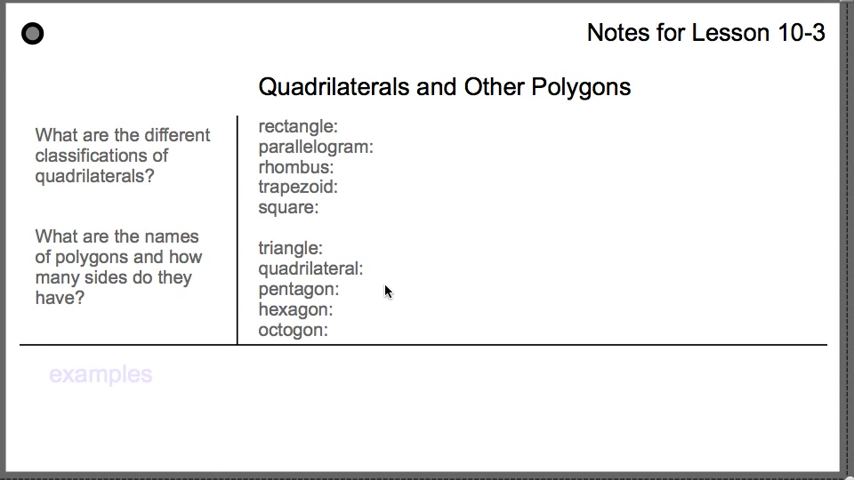 Notes for Lesson 10-3
Quadrilaterals and Other Polygons
What are the different
classifications of
quadrilaterals?
What are the names
of polygons and how
many sides do they
have?
rectangle:
parallelogram:
rhombus:
trapezoid:
square:
triangle:
quadrilateral:
pentagon:
hexagon:
octogon:
examples